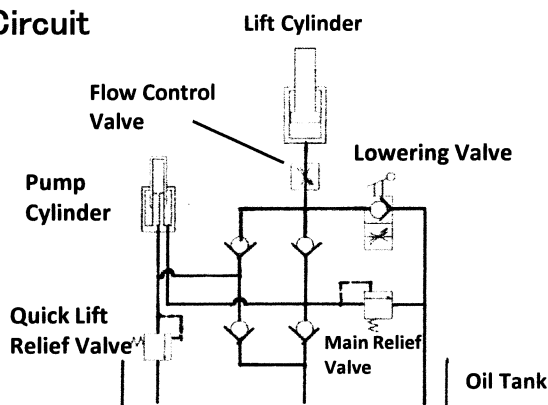 Circuit
Lift Cylinder
Flow Control
Valve
Lowering Valve
Pump
Cylinder
Quick Lift
Relief Valve
Main Relief
Valve
Oil Tank